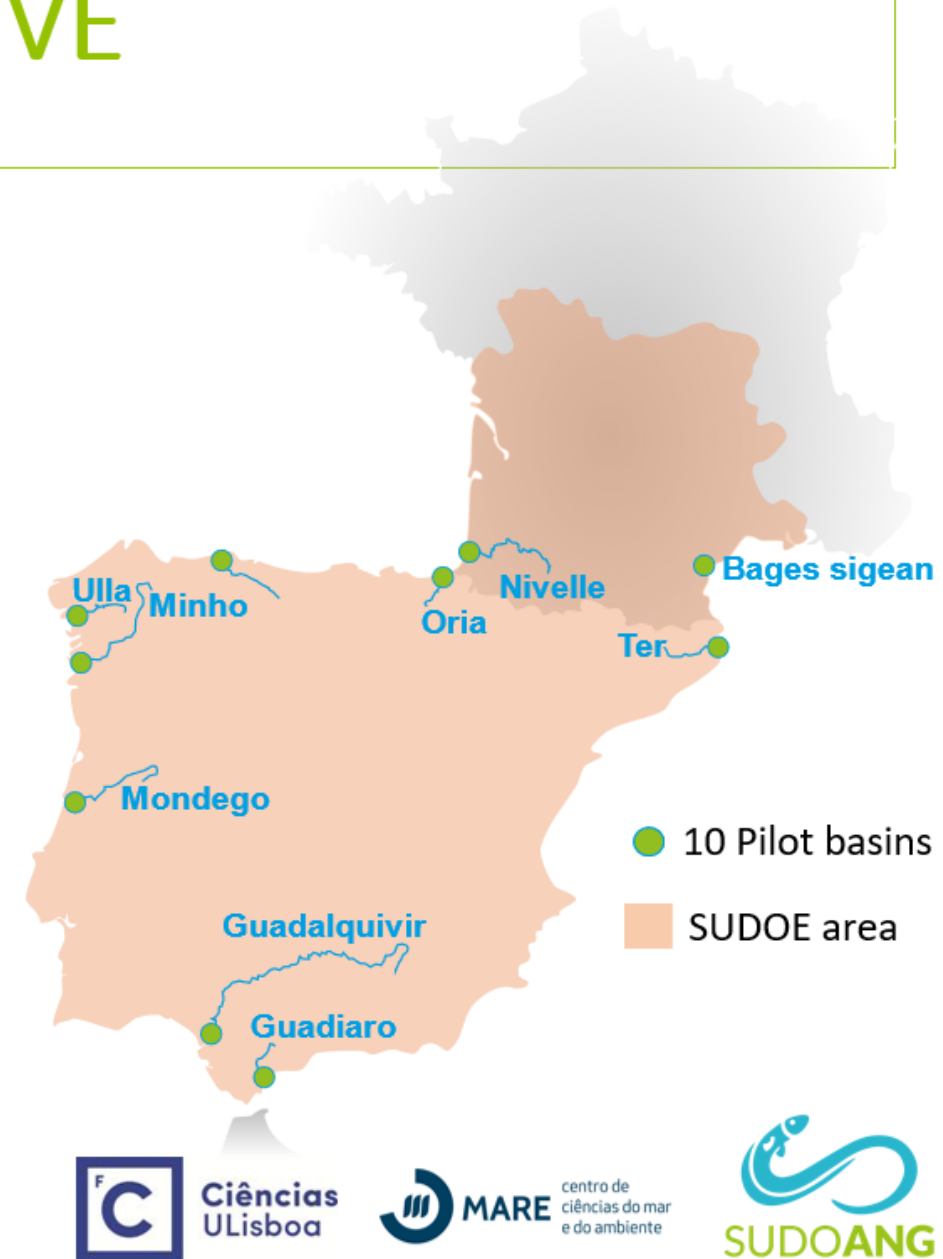 VE
Ulla
Minho
Nivelle
Oria
Bages sigean
Ter
Mondego
10 Pilot basins
SUDOE area
Guadalquivir
Guadiaro
F
C
Ciências
ULisboa
MARE
centro de
ciências do mar
e do ambiente
SUDOANG